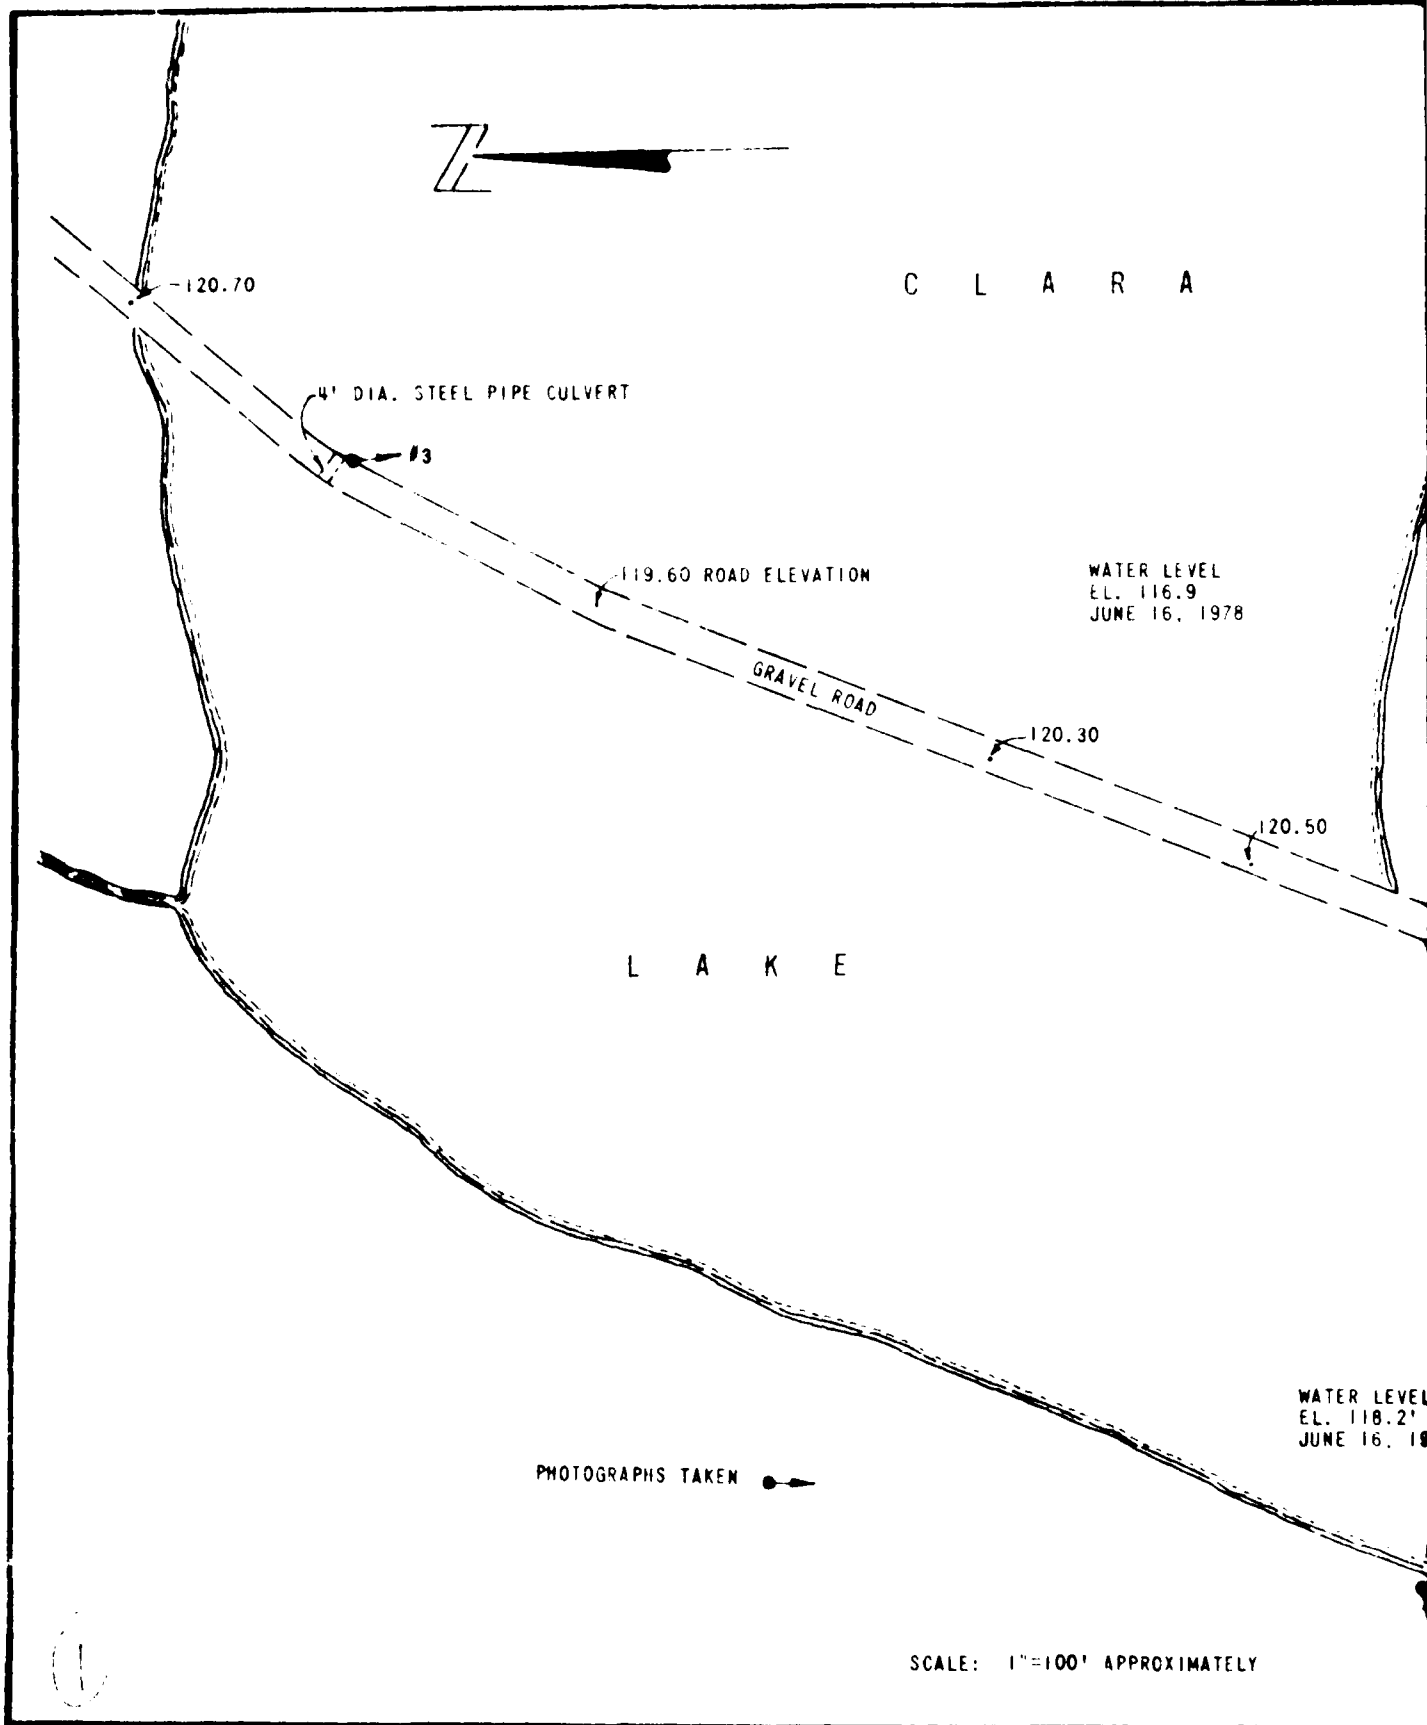 N
-120.70
C L A R A
4' DIA. STEEL PIPE CULVERT
#3
119.60 ROAD ELEVATION
WATER LEVEL
EL. 116.9
JUNE 16, 1978
GRAVEL ROAD
120.30
120.50
L A K E
WATER LEVEL
EL. 118.2'
JUNE 16, 19
PHOTOGRAPHS TAKEN
1
SCALE: 1"=100' APPROXIMATELY